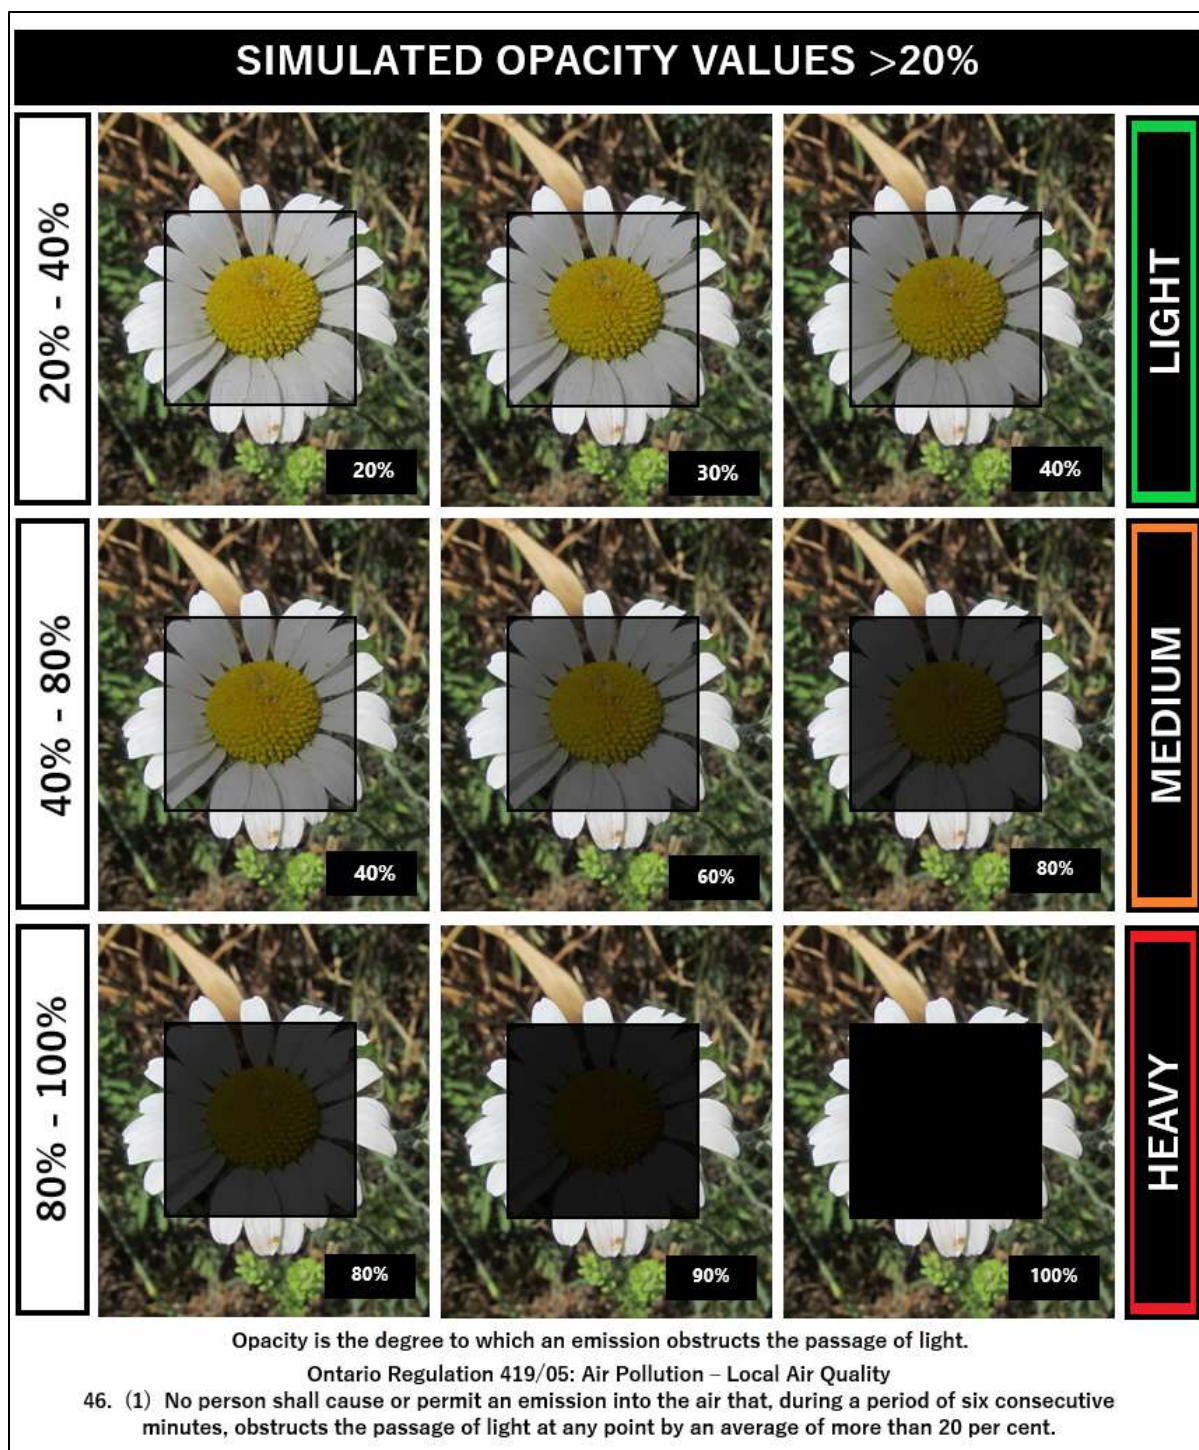 SIMULATED OPACITY VALUES >20%
20% - 40%
20%
30%
40%
LIGHT
40% - 80%
40%
60%
80%
MEDIUM
80% - 100%
80%
90%
100%
HEAVY
Opacity is the degree to which an emission obstructs the passage of light.
Ontario Regulation 419/05: Air Pollution – Local Air Quality
46. (1) No person shall cause or permit an emission into the air that, during a period of six consecutive
minutes, obstructs the passage of light at any point by an average of more than 20 per cent.